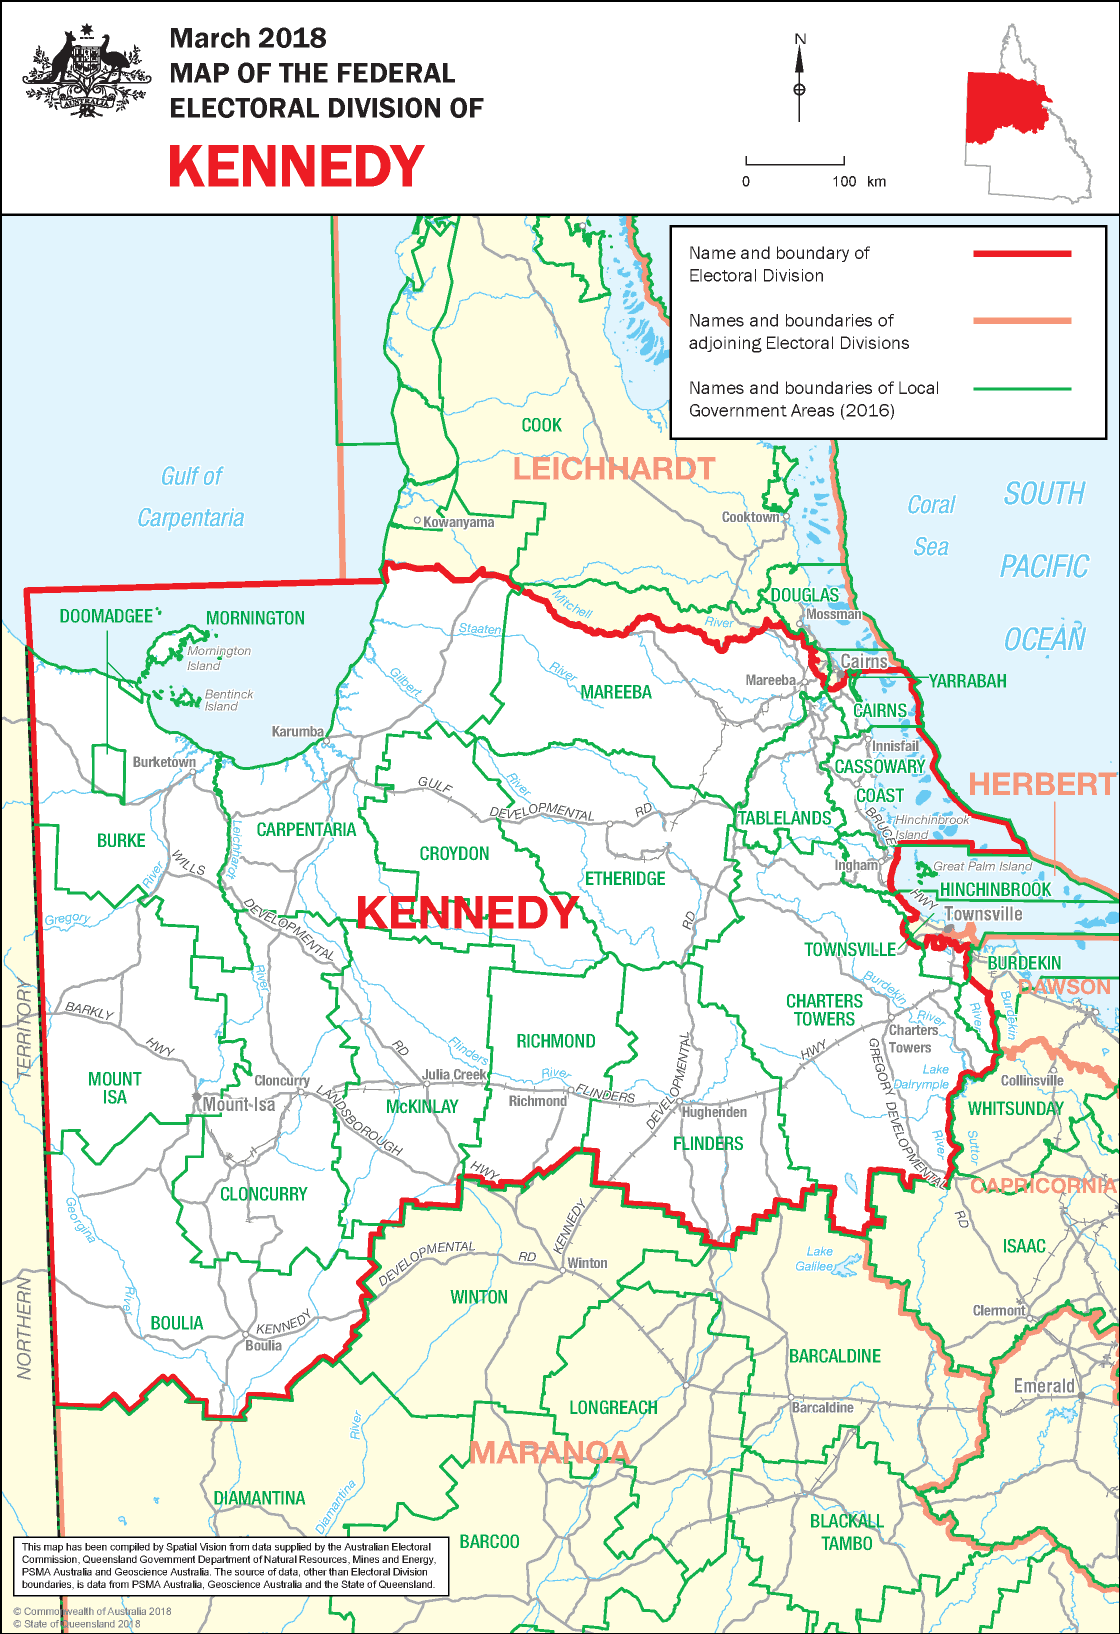 March 2018
MAP OF THE FEDERAL
ELECTORAL DIVISION OF
KENNEDY
AUSTRALIA
N
0 100 km
Name and boundary of
Electoral Division
Names and boundaries of
adjoining Electoral Divisions
Names and boundaries of Local
Government Areas (2016)
COOK
LEICHHARDT
Gulf of
Carpentaria
Coral
Sea
SOUTH
PACIFIC
OCEAN
Kowanyama
Cooktown
DOUGLAS
Mossman
DOOMADGEE
MORNINGTON
Mornington
Island
Bentinck
Island
Mitchell
River
Staaten
River
Gilbert
River
MAREEBA
Mareeba
Cairns
YARRABAH
CAIRNS
Karumba
Burketown
Innisfail
CASSOWARY
COAST
HERBERT
GULF
DEVELOPMENTAL
RD
BRUCE
HWY
Hinchinbrook
Island
TABLELANDS
BURKE
CARPENTARIA
CROYDON
ETHERIDGE
Ingham
Great Palm Island
HINCHINBROOK
Townsville
TOWNSVILLE
WILLS
DEVELOPMENTAL
RD
Leichhardt
River
Gregory
River
KENNEDY
RD
BURDEKIN
DAWSON
Burdekin
River
Burdekin
River
CHARTERS
TOWERS
Charters
Towers
BARKLY
HWY
TERRITORY
NORTHERN
RICHMOND
Flinders
River
MOUNT
ISA
Mount Isa
Cloncurry
Julia Creek
McKINLAY
LANDSBOROUGH
HWY
Richmond
FLINDERS
HWY
Hughenden
FLINDERS
DEVELOPMENTAL
KENNEDY
Lake
Dalrymple
GREGORY DEVELOPMENTAL
RD
Collinsville
WHITSUNDAY
Suttor
River
CAPRICORNIA
CLONCURRY
Georgina
River
BOULIA
Boulia
KENNEDY
DEVELOPMENTAL
RD
WINTON
Winton
Lake
Galilee
ISAAC
Clermont
BARCALDINE
Barcaldine
Emerald
LONGREACH
MARANOA
DIAMANTINA
Diamantina
River
BARCOO
BLACKALL
TAMBO
This map has been compiled by Spatial Vision from data supplied by the Australian Electoral
Commission, Queensland Government Department of Natural Resources, Mines and Energy,
PSMA Australia and Geoscience Australia. The source of data, other than Electoral Division
boundaries, is data from PSMA Australia, Geoscience Australia and the State of Queensland.
© Commonwealth of Australia 2018
© State of Queensland 2018